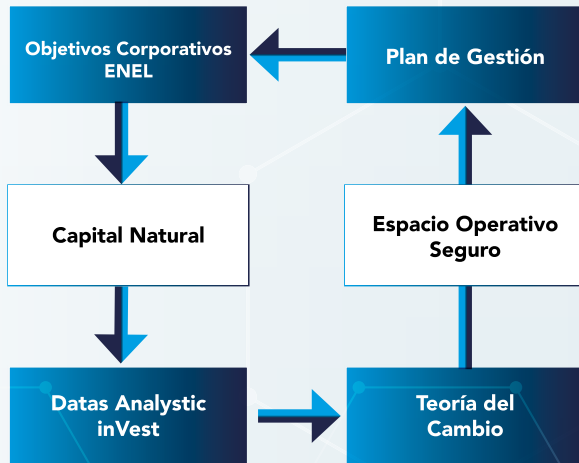 Objetivos Corporativos
ENEL
Plan de Gestión
Capital Natural
Espacio Operativo
Seguro
Datas Analystic
inVest
Teoría del
Cambio